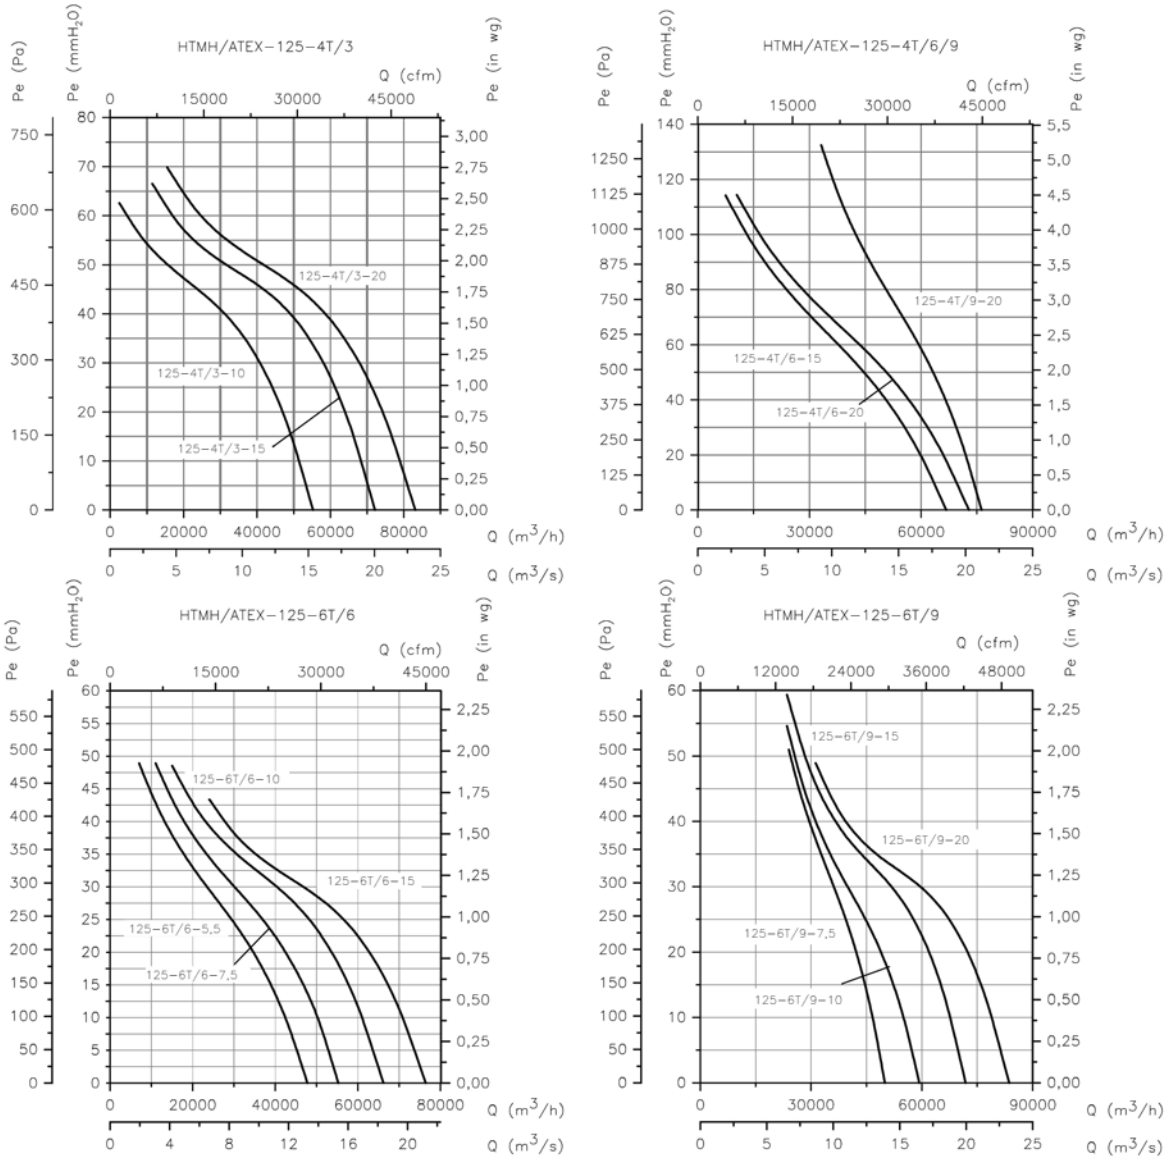 HTMH/ATEX-125-4T/3
Q (cfm)
0 15000 30000 45000
Pe (Pa)
Pe (mmH2O)
Pe (in wg)
750
600
450
300
150
0
80
70
60
50
40
30
20
10
0
3,00
2,75
2,50
2,25
2,00
1,75
1,50
1,25
1,00
0,75
0,50
0,25
0,00
125-4T/3-20
125-4T/3-10
125-4T/3-15
0 20000 40000 60000 80000 Q (m³/h)
0 5 10 15 20 25 Q (m³/s)
HTMH/ATEX-125-4T/6/9
Q (cfm)
0 15000 30000 45000
Pe (Pa)
Pe (mmH2O)
Pe (in wg)
1250
1125
1000
875
750
625
500
375
250
125
0
140
120
100
80
60
40
20
0
5,5
5,0
4,5
4,0
3,5
3,0
2,5
2,0
1,5
1,0
0,5
0,0
125-4T/9-20
125-4T/6-15
125-4T/6-20
0 30000 60000 90000 Q (m³/h)
0 5 10 15 20 25 Q (m³/s)
HTMH/ATEX-125-6T/6
Q (cfm)
0 15000 30000 45000
Pe (Pa)
Pe (mmH2O)
Pe (in wg)
550
500
450
400
350
300
250
200
150
100
50
0
60
55
50
45
40
35
30
25
20
15
10
5
0
2,25
2,00
1,75
1,50
1,25
1,00
0,75
0,50
0,25
0,00
125-6T/6-10
125-6T/6-15
125-6T/6-5,5
125-6T/6-7,5
0 20000 40000 60000 80000 Q (m³/h)
0 4 8 12 16 20 Q (m³/s)
HTMH/ATEX-125-6T/9
Q (cfm)
0 12000 24000 36000 48000
Pe (Pa)
Pe (mmH2O)
Pe (in wg)
550
500
450
400
350
300
250
200
150
100
50
0
60
50
40
30
20
10
0
2,25
2,00
1,75
1,50
1,25
1,00
0,75
0,50
0,25
0,00
125-6T/9-15
125-6T/9-20
125-6T/9-7,5
125-6T/9-10
0 30000 60000 90000 Q (m³/h)
0 5 10 15 20 25 Q (m³/s)